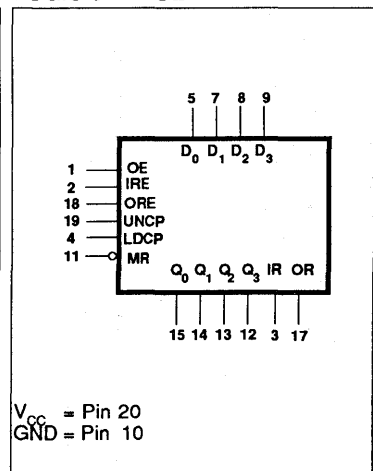 5 7 8 9
D0 D1 D2 D3
1 OE
2 IRE
18 ORE
19 UNCP
4 LDCP
11 MR
Q0 Q1 Q2 Q3 IR OR
15 14 13 12 3 17
VCC = Pin 20
GND = Pin 10